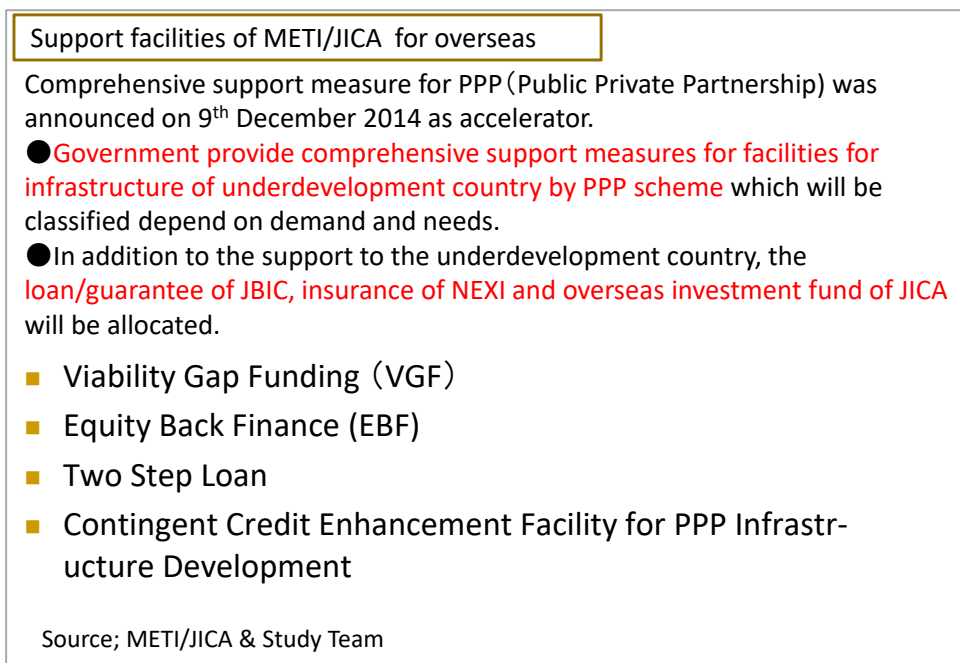 Support facilities of METI/JICA for overseas
Comprehensive support measure for PPP（Public Private Partnership) was
announced on 9th December 2014 as accelerator.
●Government provide comprehensive support measures for facilities for
infrastructure of underdevelopment country by PPP scheme which will be
classified depend on demand and needs.
●In addition to the support to the underdevelopment country, the
loan/guarantee of JBIC, insurance of NEXI and overseas investment fund of JICA
will be allocated.
■ Viability Gap Funding（VGF）
■ Equity Back Finance (EBF)
■ Two Step Loan
■ Contingent Credit Enhancement Facility for PPP Infrastr-
ucture Development
Source; METI/JICA & Study Team